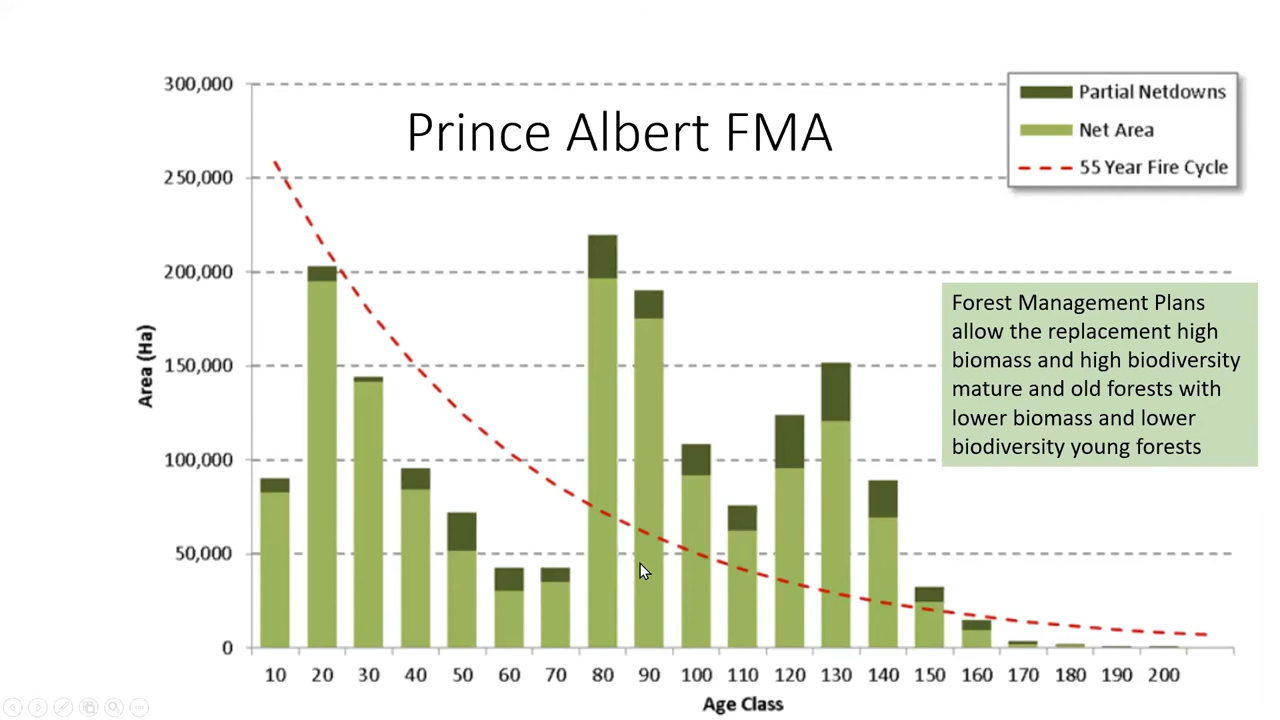 Prince Albert FMA
Partial Netdowns
Net Area
55 Year Fire Cycle
300,000
250,000
200,000
150,000
100,000
50,000
0
Area (Ha)
Forest Management Plans
allow the replacement high
biomass and high biodiversity
mature and old forests with
lower biomass and lower
biodiversity young forests
10 20 30 40 50 60 70 80 90 100 110 120 130 140 150 160 170 180 190 200
Age Class